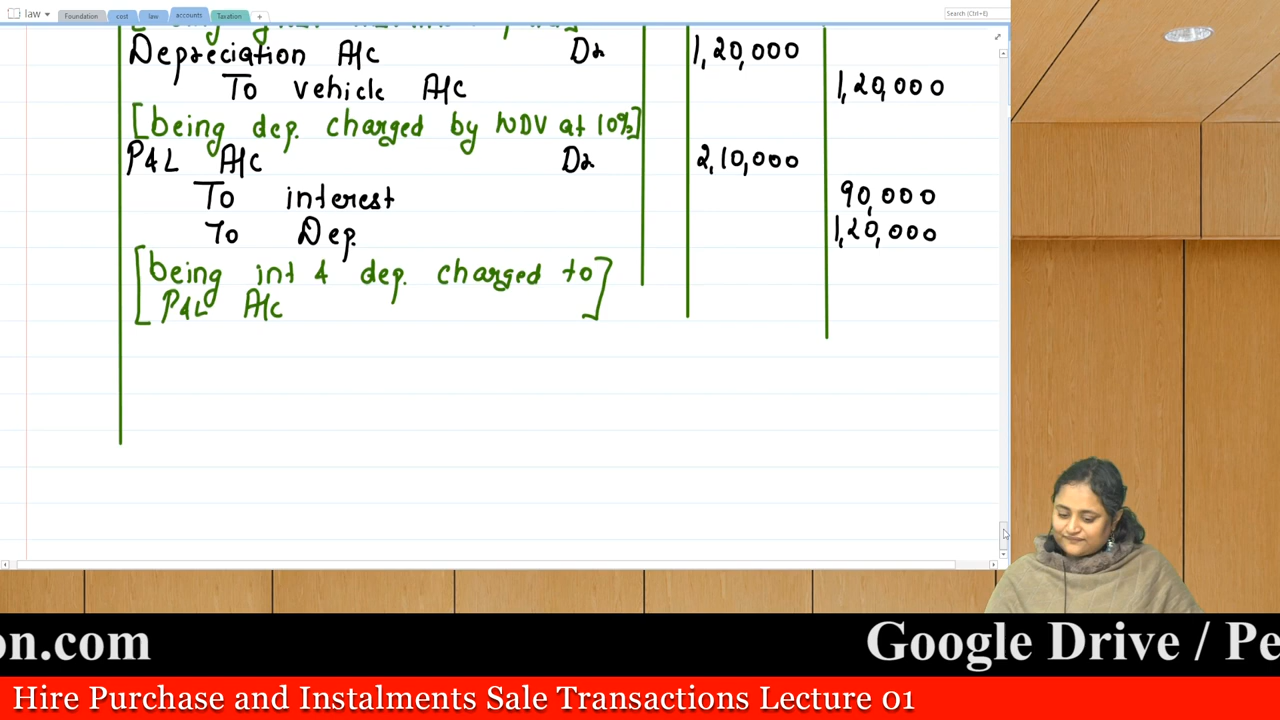 law
Foundation
cost
law
accounts
Taxation
+
Search (Ctrl+E)
Depreciation A/c Dr 1,20,000
To vehicle A/c 1,20,000
[being dep. charged by WDV at 10%]
P&L A/c Dr 2,10,000
To interest 90,000
To Dep. 1,20,000
[being int & dep. charged to
P&L A/c]
on.com
Google Drive / Pe
Hire Purchase and Instalments Sale Transactions Lecture 01